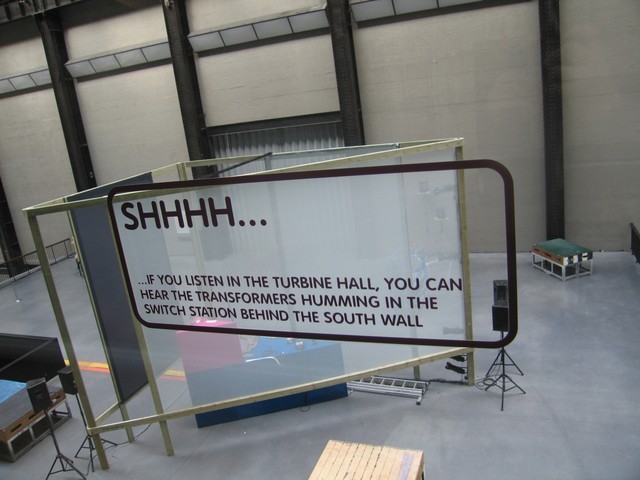 SHHHH...
...IF YOU LISTEN IN THE TURBINE HALL, YOU CAN
HEAR THE TRANSFORMERS HUMMING IN THE
SWITCH STATION BEHIND THE SOUTH WALL